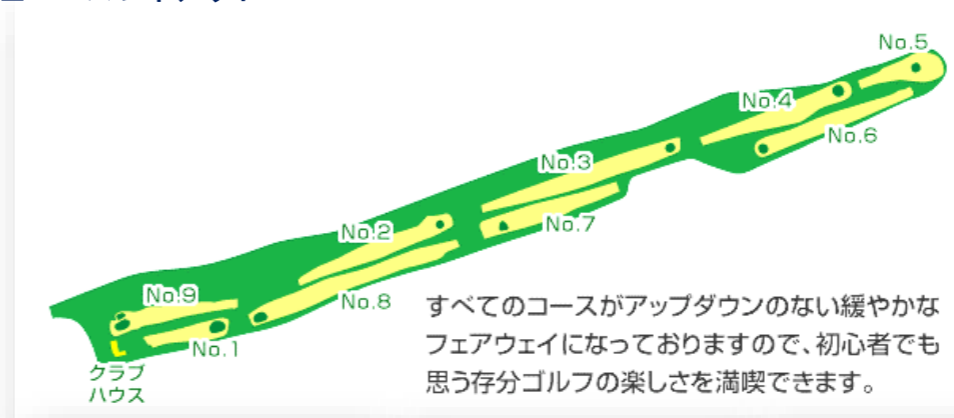 No.5
No.4
No.6
No.3
No.7
No.2
No.8
No.9
No.1
クラブ
ハウス
すべてのコースがアップダウンのない緩やかな
フェアウェイになっておりますので、初心者でも
思う存分ゴルフの楽しさを満喫できます。